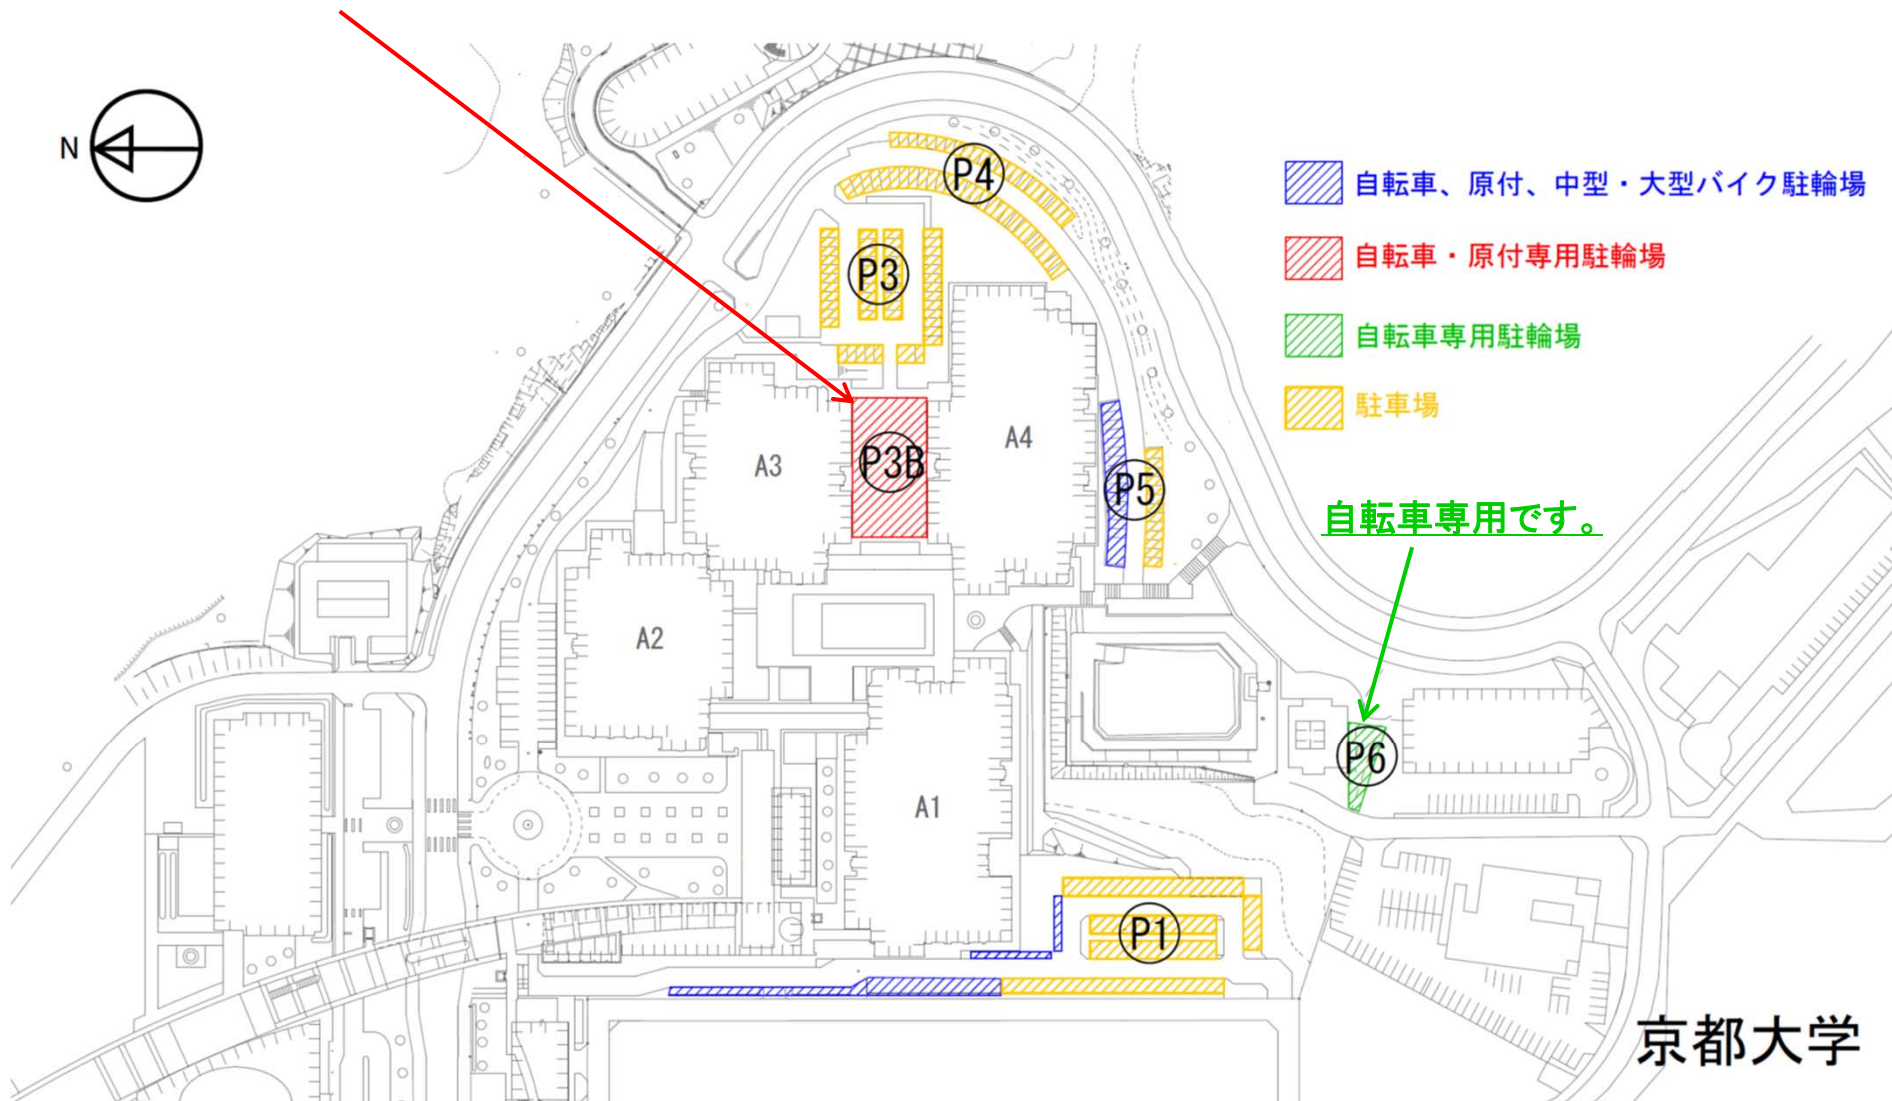 N
P4
P3
P3B
P5
P6
P1
A3
A4
A2
A1
自転車、原付、中型・大型バイク駐輪場
自転車・原付専用駐輪場
自転車専用駐輪場
駐車場
自転車専用です。
京都大学